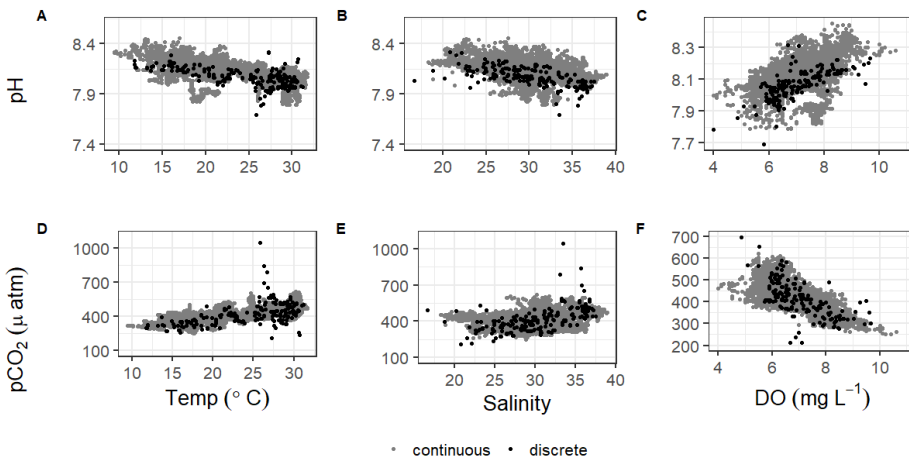 A B C
pH
8.4 8.4 8.3
8.1
7.9 7.9 7.9
7.4 7.4 7.7
10 15 20 25 30 20 25 30 35 40 4 6 8 10
D E F
pCO₂ (μ atm)
1000 1000 700
600
700 700 500
400 400 400
300
100 100 200
10 15 20 25 30 20 25 30 35 40 4 6 8 10
Temp (° C) Salinity DO (mg L⁻¹)
continuous discrete